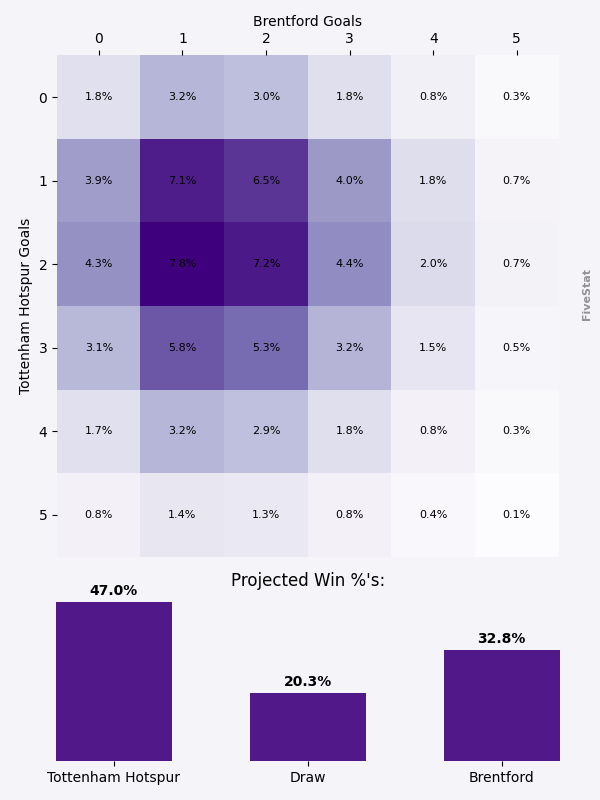 Brentford Goals
0 1 2 3 4 5
0 1.8% 3.2% 3.0% 1.8% 0.8% 0.3%
1 3.9% 7.1% 6.5% 4.0% 1.8% 0.7%
2 4.3% 7.8% 7.2% 4.4% 2.0% 0.7%
3 3.1% 5.8% 5.3% 3.2% 1.5% 0.5%
4 1.7% 3.2% 2.9% 1.8% 0.8% 0.3%
5 0.8% 1.4% 1.3% 0.8% 0.4% 0.1%
Tottenham Hotspur Goals
FiveStat
Projected Win %'s:
47.0% 20.3% 32.8%
Tottenham Hotspur Draw Brentford